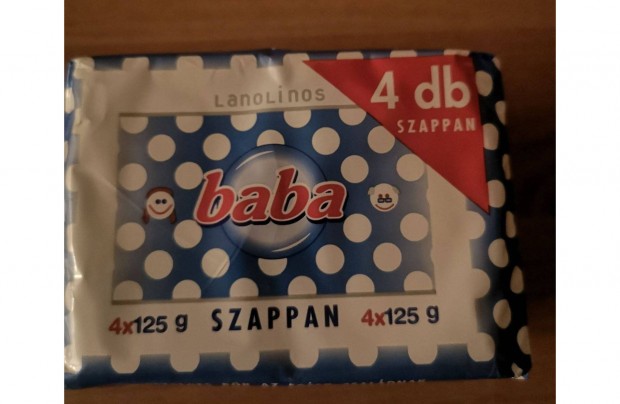 LanoLinos
4 db
SZAPPAN
baba
4x125 g SZAPPAN 4x125 g